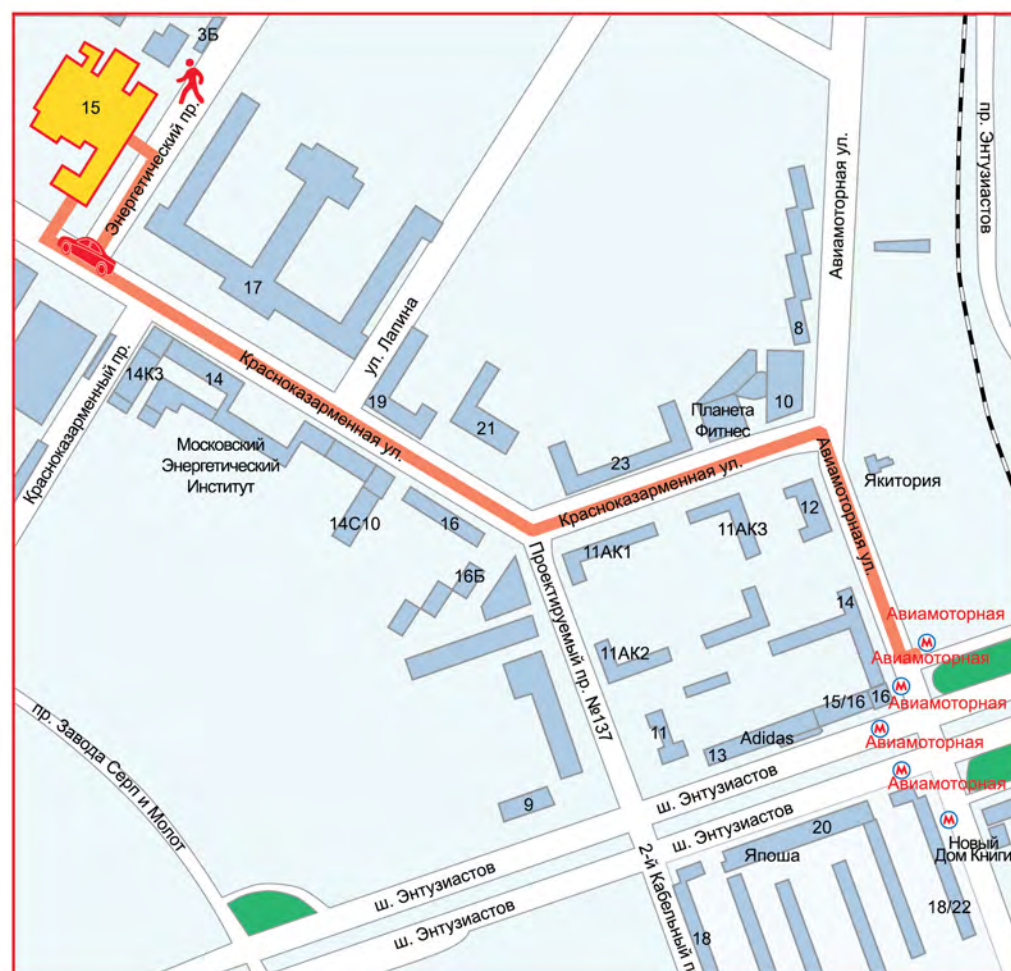 3Б
15
Энергетический пр.
пр. Энтузиастов
Авиамоторная ул.
17
ул. Лапина
8
14К3
14
Красноказарменная ул.
19
10
Красноказарменный пр.
21
Планета
Фитнес
Московский
Энергетический
Институт
23
Красноказарменная ул.
Авиамоторная ул.
Якитория
14С10
16
11АК3
12
11АК1
Проектируемый пр. №137
16Б
14
Авиамоторная
11АК2
Авиамоторная
15/16
16
Авиамоторная
пр. Завода Серп и Молот
11
Adidas
13
Авиамоторная
Авиамоторная
9
ш. Энтузиастов
ш. Энтузиастов
20
Япоша
Новый
Дом Книги
2-й Кабельный п
ш. Энтузиастов
ш. Энтузиастов
18
18/22